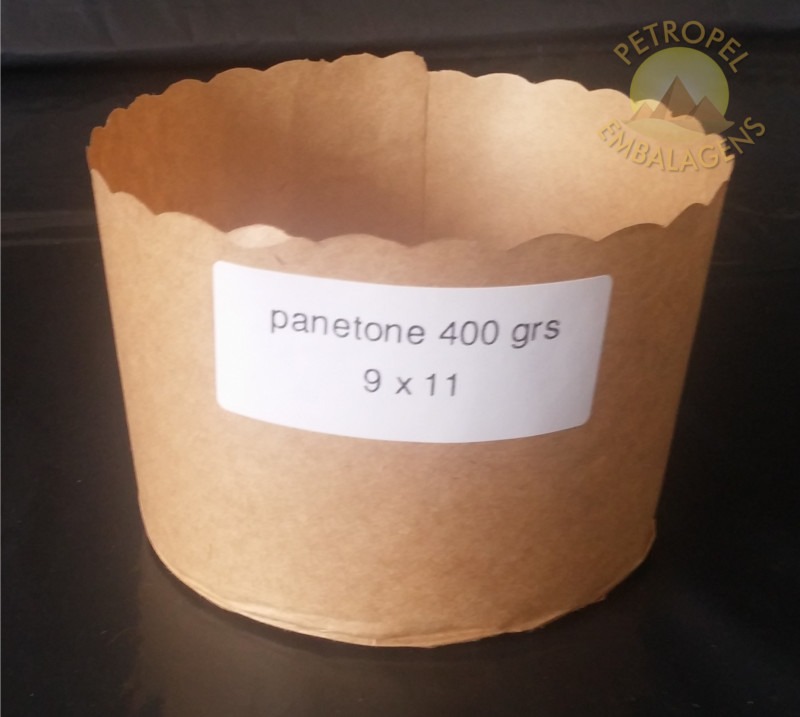 PETROPEL
EMBALAGENS
panetone 400 grs
9 x 11